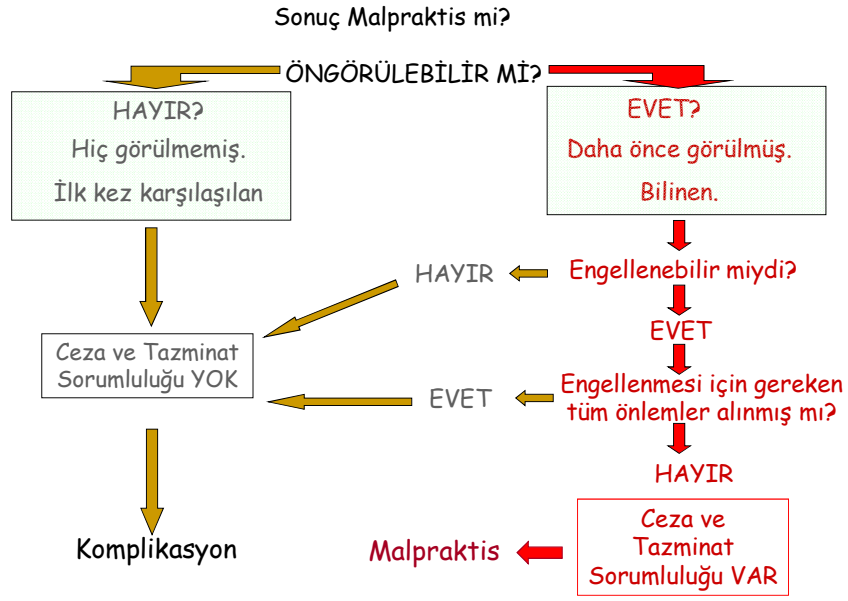 Sonuç Malpraktis mi?
ÖNGÖRÜLEBİLİR Mİ?
HAYIR?
Hiç görülmemiş.
İlk kez karşılaşılan
EVET?
Daha önce görülmüş.
Bilinen.
HAYIR
Engellenebilir miydi?
EVET
Ceza ve Tazminat
Sorumluluğu YOK
EVET
Engellenmesi için gereken
tüm önlemler alınmış mı?
HAYIR
Komplikasyon
Malpraktis
Ceza ve
Tazminat
Sorumluluğu VAR